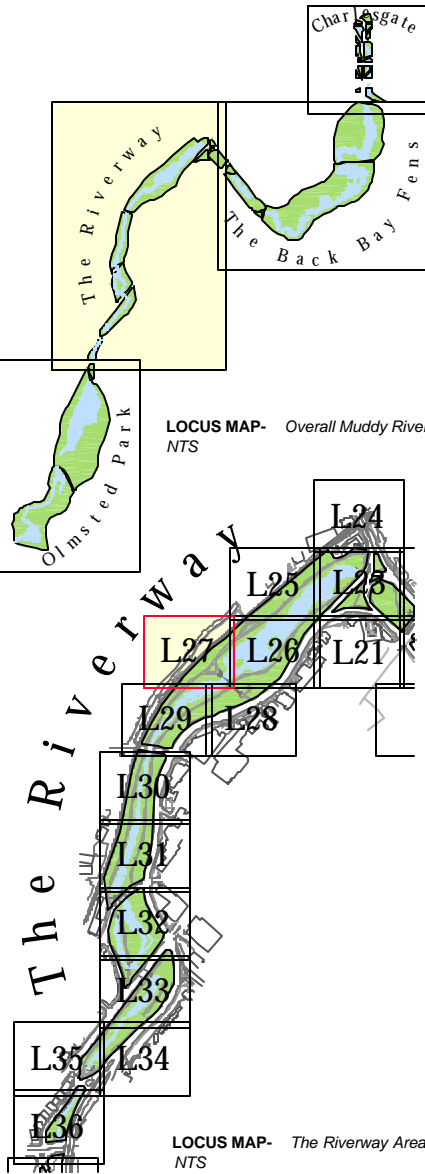 Charlesgate
The Riverway
The Back Bay Fens
Olmsted Park
LOCUS MAP- Overall Muddy River
NTS
The Riverway
L24
L25 L23
L27 L26 L21
L29 L28
L30
L31
L32
L33
L35 L34
L36
LOCUS MAP- The Riverway Area
NTS